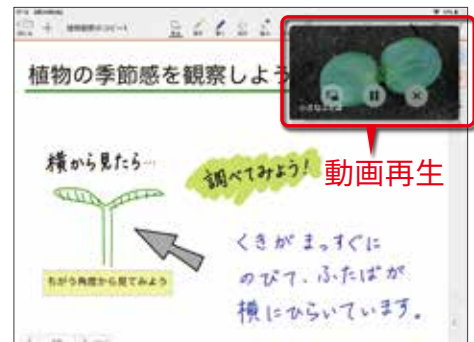 植物の季節感を観察しよう
動画再生
横から見たら…
調べてみよう!
ちがう角度から見てみよう
くきがまっすぐに
のびて、ふたばが
横にひらいています。